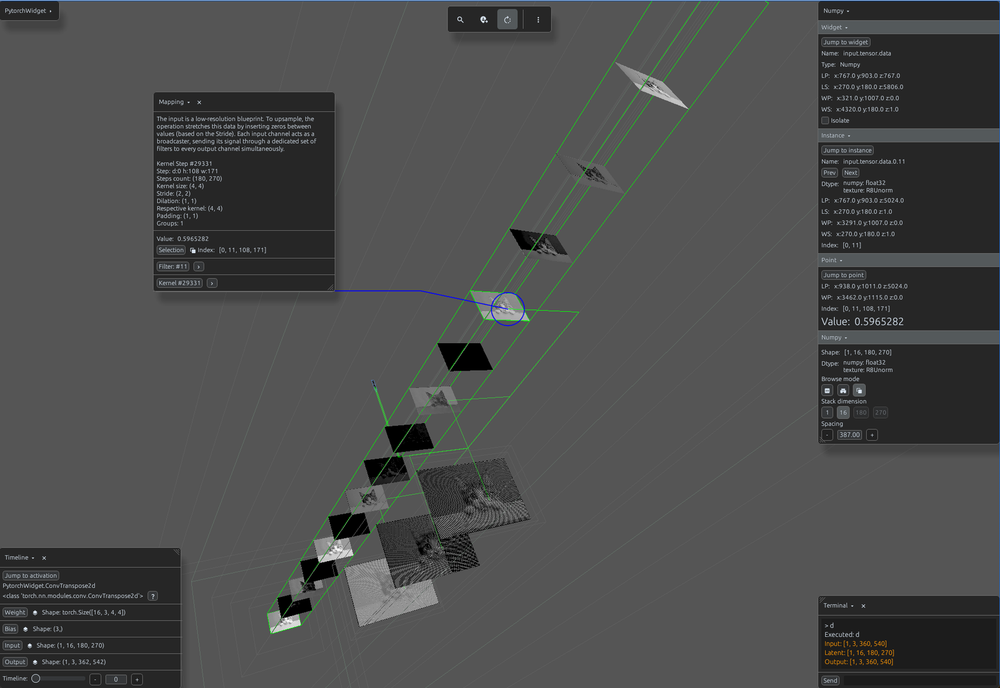 PytorchWidget
Mapping
The input is a low-resolution blueprint. To upsample, the
operation stretches this data by inserting zeros between
values (based on the Stride). Each input channel acts as a
broadcaster, sending its signal through a dedicated set of
filters to every output channel simultaneously.
Kernel Step #29331
Step: d:0 h:108 w:171
Steps count: (180, 270)
Kernel size: (4, 4)
Stride: (2, 2)
Dilation: (1, 1)
Respective kernel: (4, 4)
Padding: (1, 1)
Groups: 1
Value: 0.5965282
Selection Index: [0, 11, 108, 171]
Filter: #11 >
Kernel #29331 >
Numpy
Widget
Jump to widget
Name: input.tensor.data
Type: Numpy
LP: x:767.0 y:903.0 z:767.0
LS: x:270.0 y:180.0 z:5806.0
WP: x:321.0 y:1007.0 z:0.0
WS: x:4320.0 y:180.0 z:1.0
Isolate
Instance
Jump to instance
Name: input.tensor.data.0.11
Prev Next
Dtype: numpy: float32
texture: R8Unorm
LP: x:767.0 y:903.0 z:5024.0
LS: x:270.0 y:180.0 z:1.0
WP: x:3291.0 y:1007.0 z:0.0
WS: x:270.0 y:180.0 z:1.0
Index: [0, 11]
Point
Jump to point
LP: x:938.0 y:1011.0 z:5024.0
WP: x:3462.0 y:1115.0 z:0.0
Index: [0, 11, 108, 171]
Value: 0.5965282
Numpy
Shape: [1, 16, 180, 270]
Dtype: numpy: float32
texture: R8Unorm
Browse mode
Stack dimension
1 16 180 270
Spacing
- 387.00 +
Timeline
Jump to activation
PytorchWidget.ConvTranspose2d
<class 'torch.nn.modules.conv.ConvTranspose2d'> ?
Weight Shape: torch.Size([16, 3, 4, 4])
Bias Shape: (3,)
Input Shape: (1, 16, 180, 270)
Output Shape: (1, 3, 362, 542)
Timeline: - 0 +
Terminal
> d
Executed: d
Input: [1, 3, 360, 540]
Latent: [1, 16, 180, 270]
Output: [1, 3, 360, 540]
Send